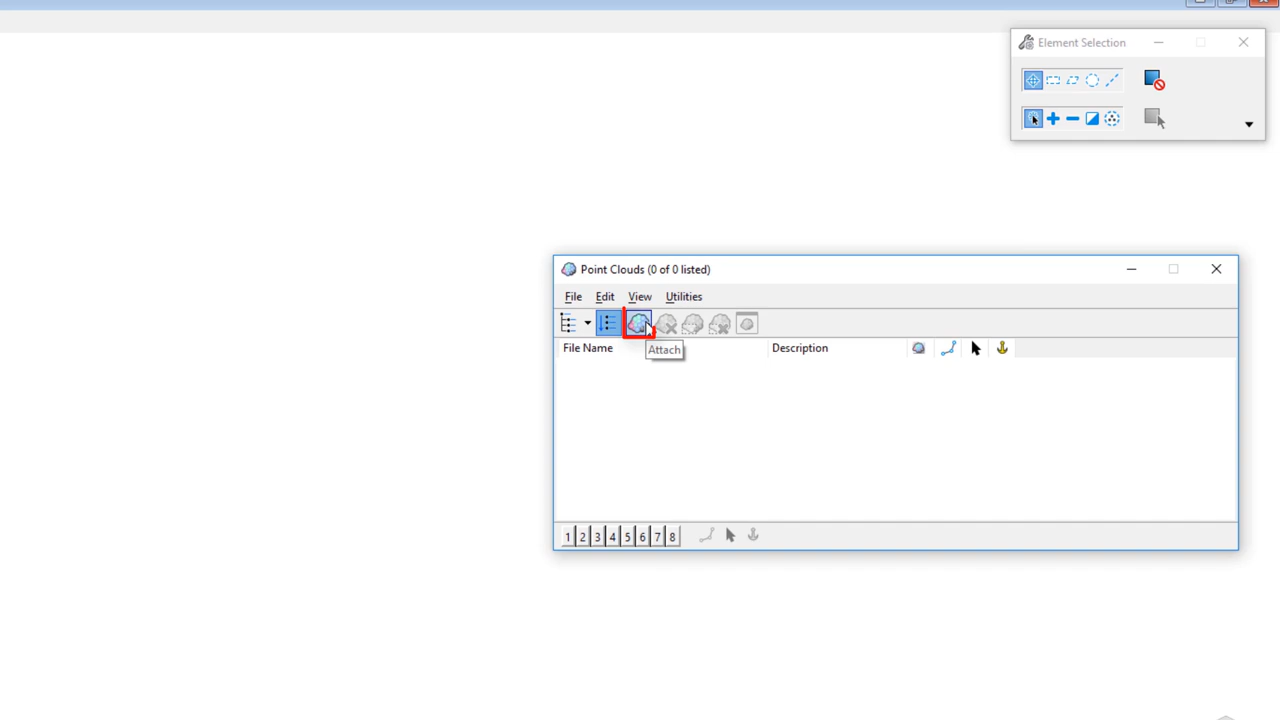 Element Selection
Point Clouds (0 of 0 listed)
File Edit View Utilities
Attach
File Name Description
1 2 3 4 5 6 7 8